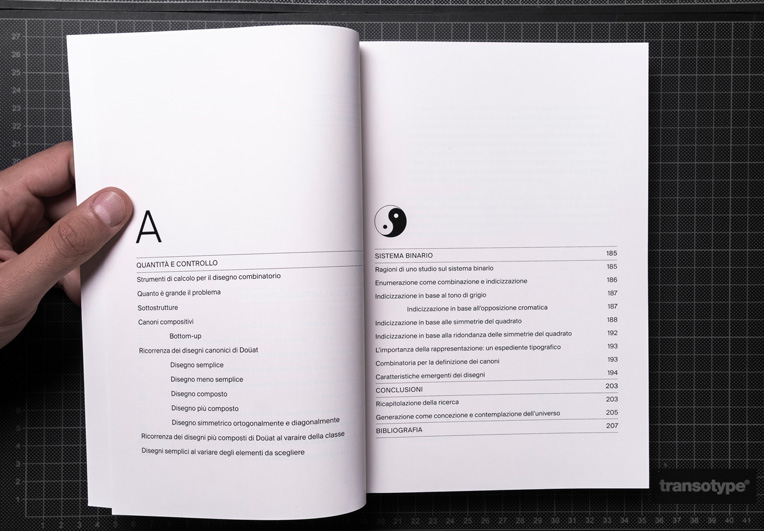 A
QUANTITÀ E CONTROLLO
Strumenti di calcolo per il disegno combinatorio
Quanto è grande il problema
Sottostrutture
Canoni compositivi
Bottom-up
Ricorrenza dei disegni canonici di Doüat
Disegno semplice
Disegno meno semplice
Disegno composto
Disegno più composto
Disegno simmetrico ortogonalmente e diagonalmente
Ricorrenza dei disegni più composti di Doüat al varaire della classe
Disegni semplici al variare degli elementi da scegliere
SISTEMA BINARIO 185
Ragioni di uno studio sul sistema binario 185
Enumerazione come combinazione e indicizzazione 186
Indicizzazione in base al tono di grigio 187
Indicizzazione in base all'opposizione cromatica 187
Indicizzazione in base alle simmetrie del quadrato 188
Indicizzazione in base alla ridondanza delle simmetrie del quadrato 192
L'importanza della rappresentazione: un espediente tipografico 193
Combinatoria per la definizione dei canoni 193
Caratteristiche emergenti dei disegni 194
CONCLUSIONI 203
Ricapitolazione della ricerca 203
Generazione come concezione e contemplazione dell'universo 205
BIBLIOGRAFIA 207
transotype®